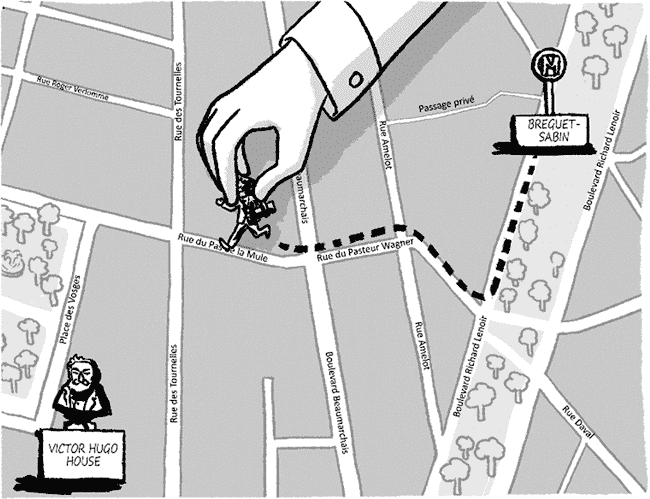 Rue Roger Verlomme
Rue des Tournelles
Rue Amelot
Passage privé
M
BREGUET-
SABIN
Boulevard Richard Lenoir
aumarchais
Rue du Pas de la Mule
Rue du Pasteur Wagner
Place des Vosges
Rue des Tournelles
Boulevard Beaumarchais
Rue Amelot
Boulevard Richard Lenoir
Rue Daval
VICTOR HUGO
HOUSE